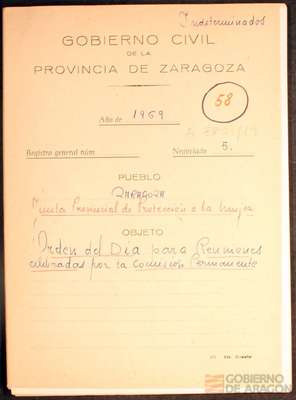 Indeterminados
GOBIERNO CIVIL
DE LA
PROVINCIA DE ZARAGOZA
58
Año de 1969
Registro general núm.
Negociado 5.
PUEBLO
ZARAGOZA
Junta Provincial de Protección a la Mujer
OBJETO
Orden del Día para Reuniones
celebradas por la Comisión Permanente
GOBIERNO
DE ARAGON